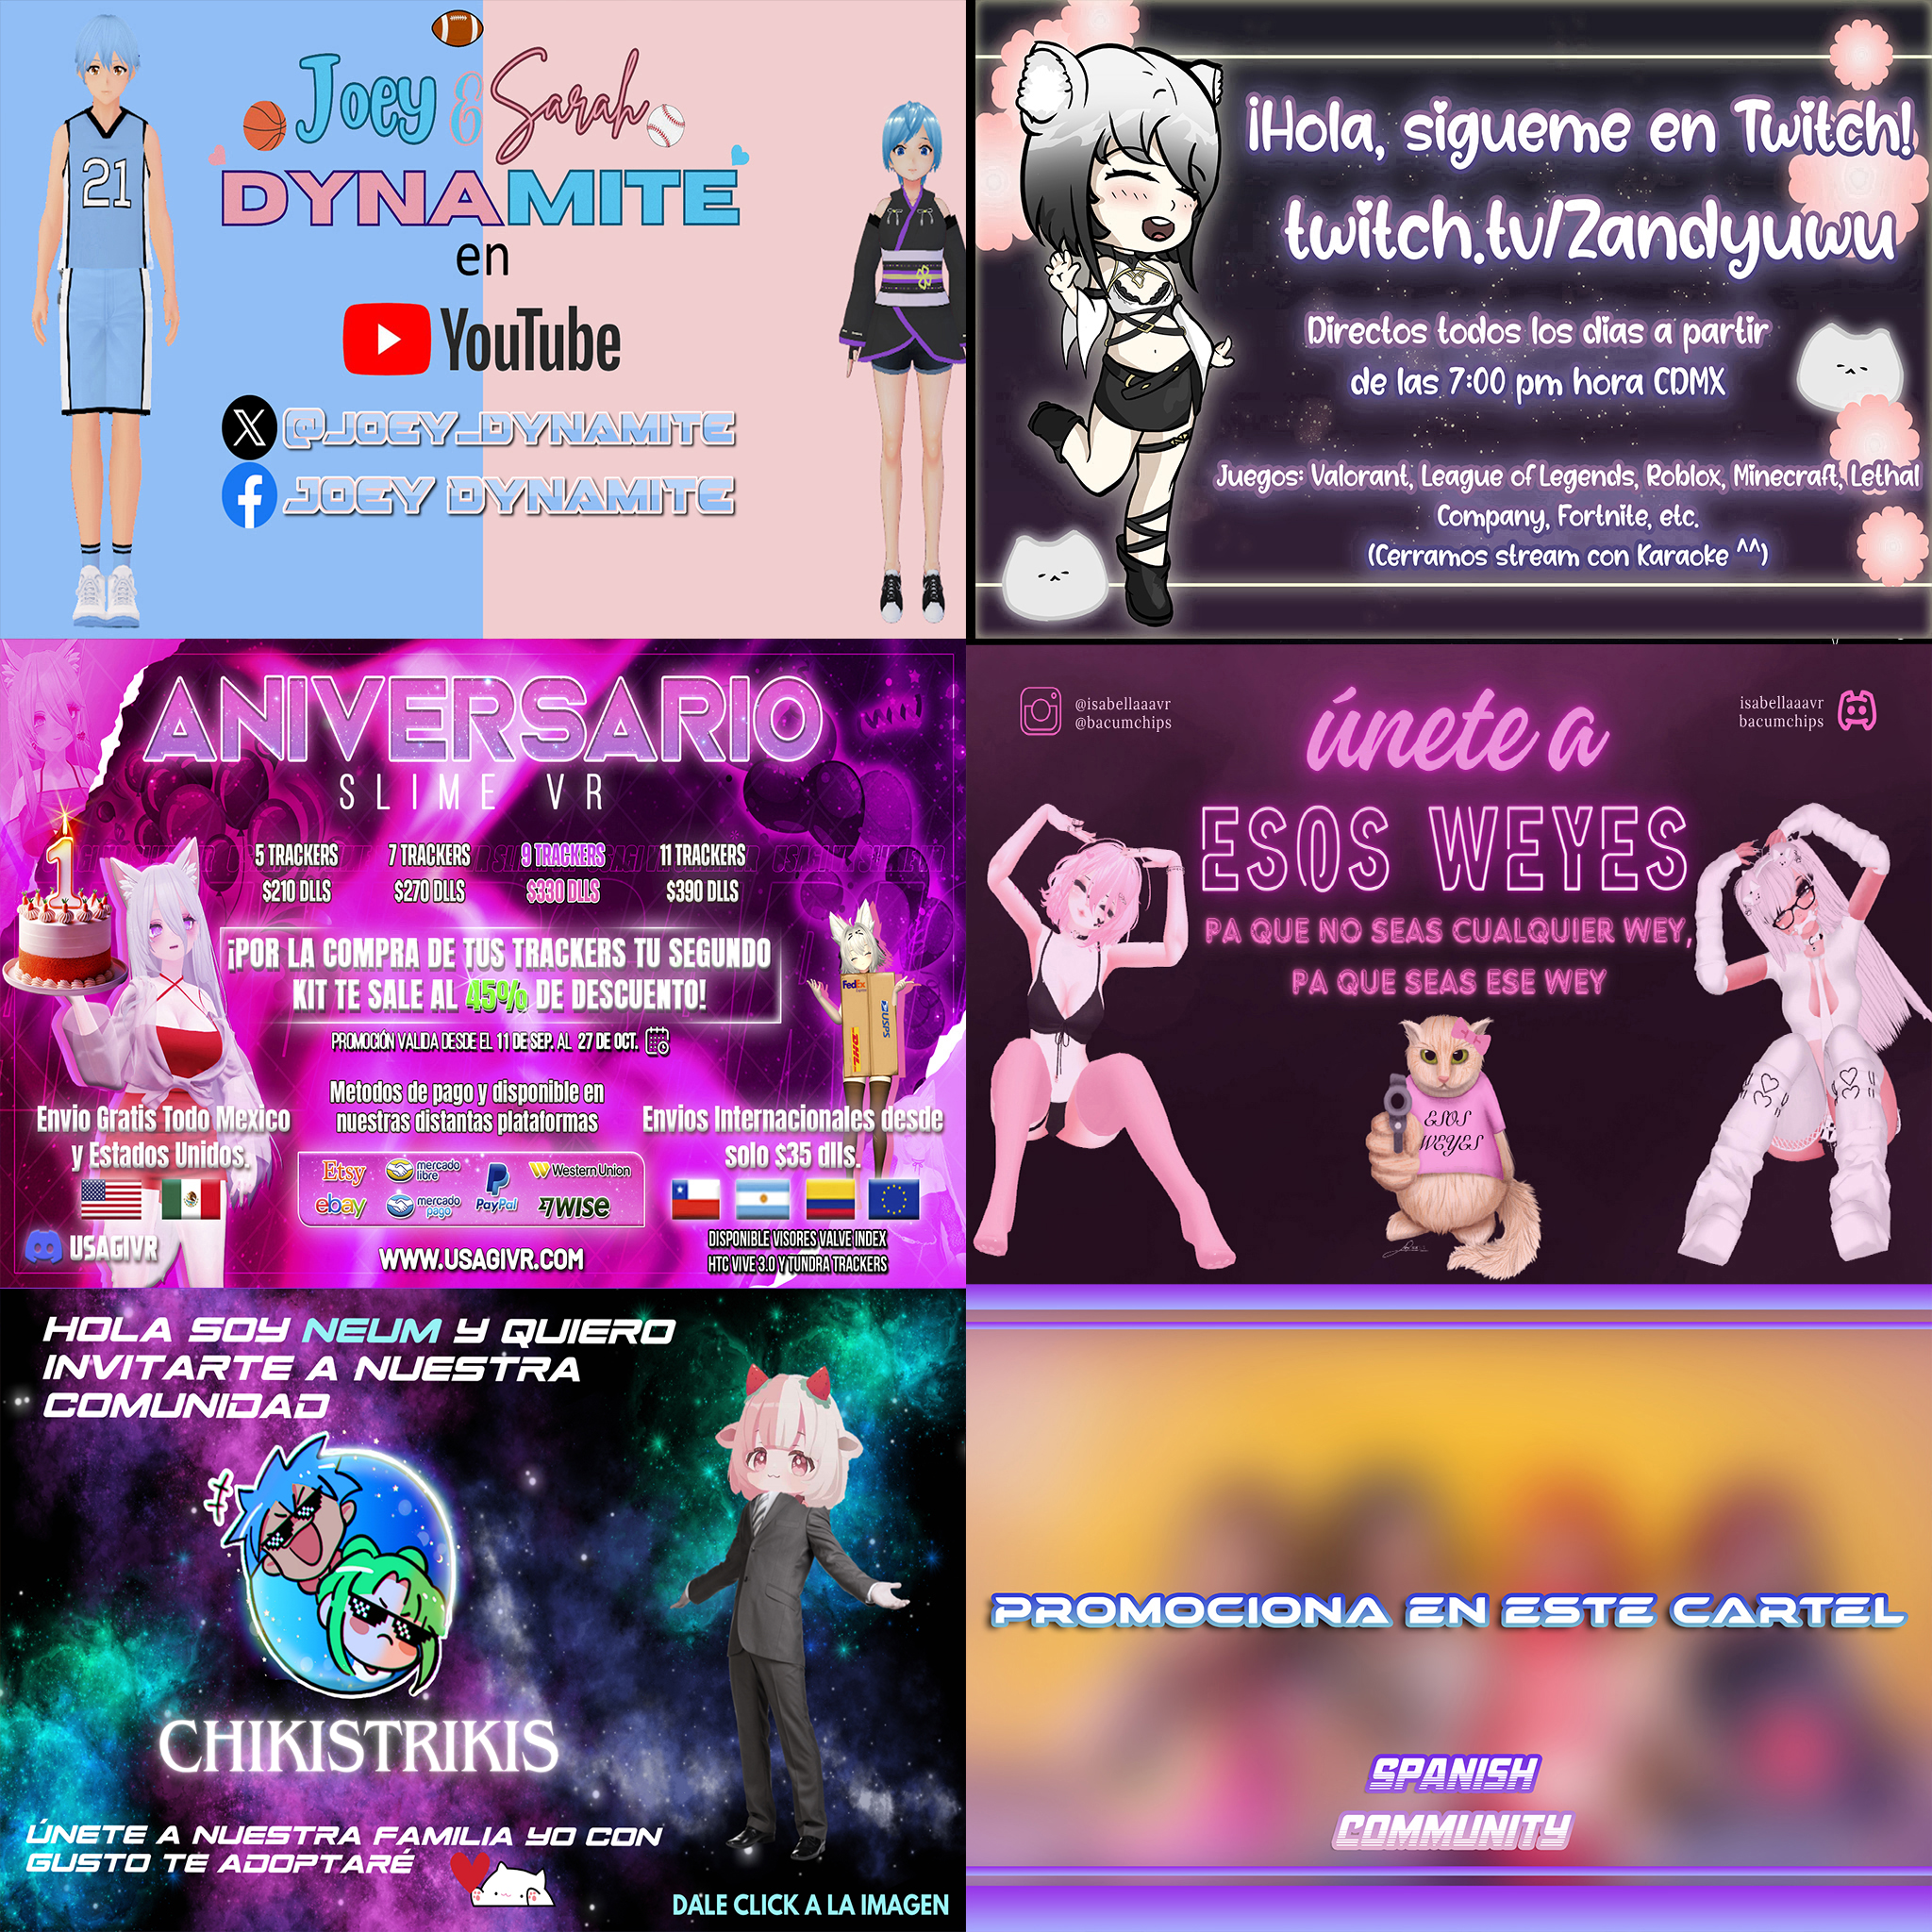 Joey & Sarah
DYNAMITE
en
YouTube
@JOEY_DYNAMITE
JOEY DYNAMITE
21
¡Hola, sigueme en Twitch!
twitch.tv/Zandyuwu
Directos todos los dias a partir
de las 7:00 pm hora CDMX
Juegos: Valorant, League of Legends, Roblox, Minecraft, Lethal
Company, Fortnite, etc.
(Cerramos stream con Karaoke ^^)
ANIVERSARIO
SLIME VR
1
5 TRACKERS
$210 DLLS
7 TRACKERS
$270 DLLS
9 TRACKERS
$330 DLLS
11 TRACKERS
$390 DLLS
¡POR LA COMPRA DE TUS TRACKERS TU SEGUNDO
KIT TE SALE AL 45% DE DESCUENTO!
PROMOCIÓN VALIDA DESDE EL 11 DE SEP. AL 27 DE OCT.
FedEx
USPS
DHL
Metodos de pago y disponible en
nuestras distantas plataformas
Envio Gratis Todo Mexico
y Estados Unidos.
Envios Internacionales desde
solo $35 dlls.
Etsy
mercado
libre
PayPal
Western Union
ebay
mercado
pago
WISE
USAGIVR
WWW.USAGIVR.COM
DISPONIBLE VISORES VALVE INDEX
HTC VIVE 3.0 Y TUNDRA TRACKERS
@isabellaaavr
@bacumchips
isabellaaavr
bacumchips
únete a
ESOS WEYES
PA QUE NO SEAS CUALQUIER WEY,
PA QUE SEAS ESE WEY
ESOS
WEYES
HOLA SOY NEUM Y QUIERO
INVITARTE A NUESTRA
COMUNIDAD
CHIKISTRIKIS
ÚNETE A NUESTRA FAMILIA YO CON
GUSTO TE ADOPTARÉ
DALE CLICK A LA IMAGEN
PROMOCIONA EN ESTE CARTEL
SPANISH
COMMUNITY